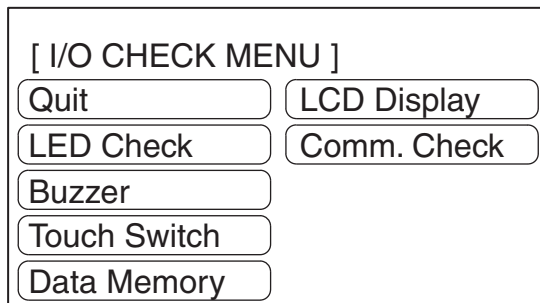 [ I/O CHECK MENU ]
Quit
LCD Display
LED Check
Comm. Check
Buzzer
Touch Switch
Data Memory